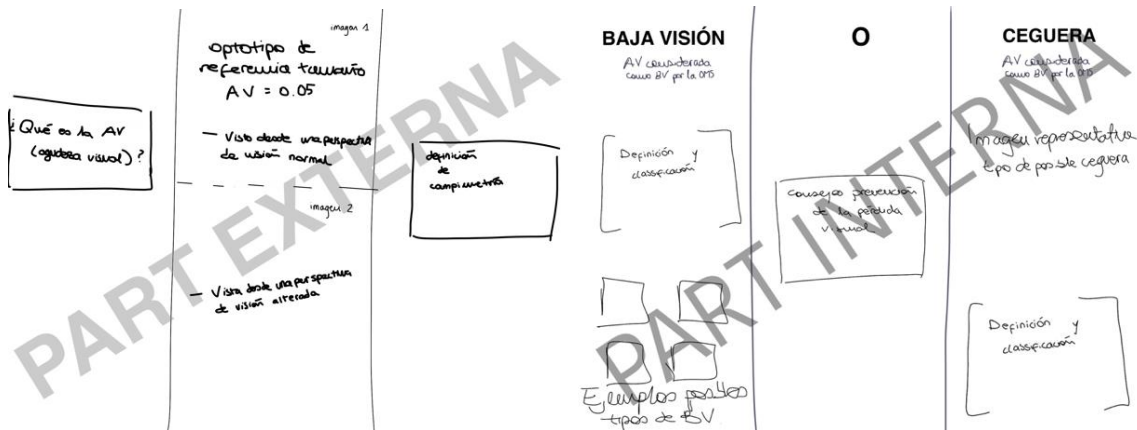 ¿Qué es la AV
(agudeza visual)?
imagen 1
optotipo de
referencia tamaño
AV = 0.05
— Visto desde una perspectiva
de visión normal
imagen 2
— Vista desde una perspectiva
de visión alterada
definición
de
campimetría
PART EXTERNA
BAJA VISIÓN
AV considerada
como BV por la OMS
Definición y
classificación
Ejemplos posibles
tipos de BV
O
Consejos prevención
de la pérdida
visual
CEGUERA
AV considerada
como BV por la OMS
Imagen representativa
tipo de posible ceguera
Definición y
classificación
PART INTERNA